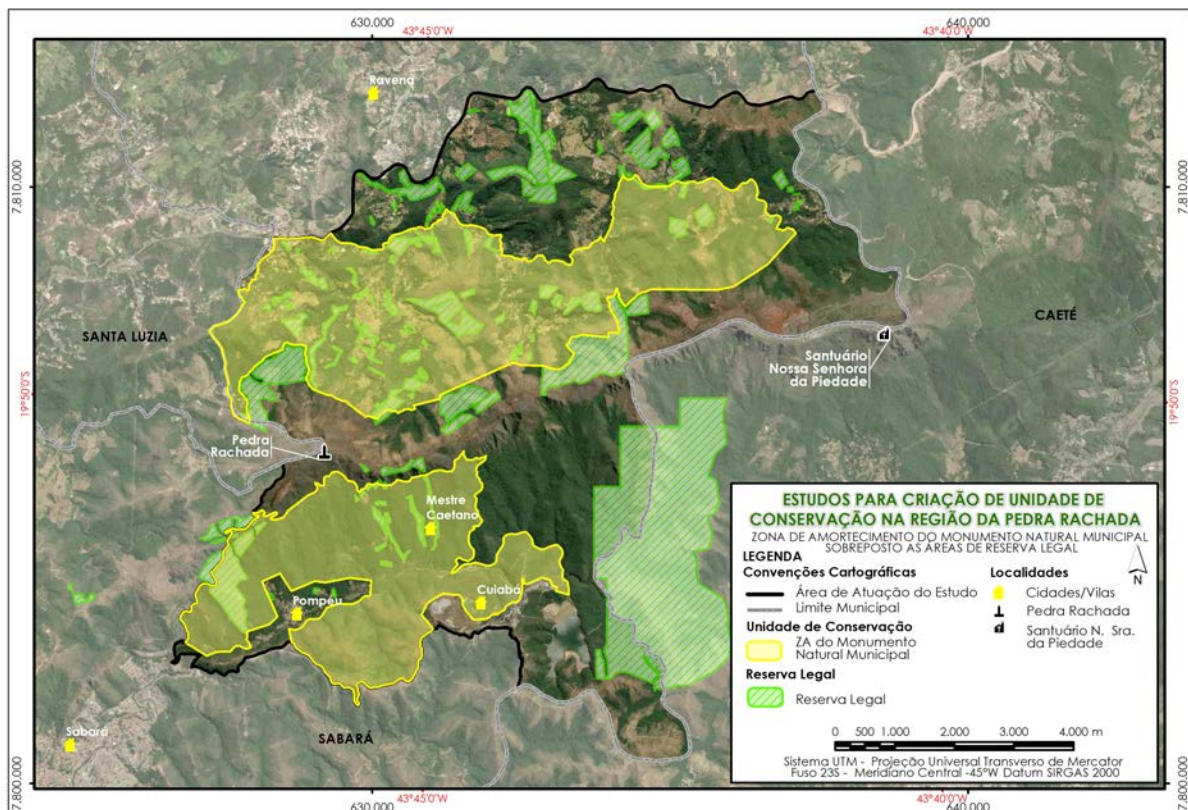 630.000
640.000
43°45'0"W
43°40'0"W
Ravena
7.810.000
7.810.000
SANTA LUZIA
CAETÉ
Santuário
Nossa Senhora
da Piedade
19°50'0"S
19°50'0"S
Pedra
Rachada
Mestre
Caetano
Cuiabá
Pompéu
Sabará
SABARÁ
ESTUDOS PARA CRIAÇÃO DE UNIDADE DE
CONSERVAÇÃO NA REGIÃO DA PEDRA RACHADA
ZONA DE AMORTECIMENTO DO MONUMENTO NATURAL MUNICIPAL
SOBREPOSTO AS ÁREAS DE RESERVA LEGAL
LEGENDA
Convenções Cartográficas
Área de Atuação do Estudo
Limite Municipal
Unidade de Conservação
ZA do Monumento
Natural Municipal
Reserva Legal
Reserva Legal
Localidades
Cidades/Vilas
Pedra Rachada
Santuário N. Sra.
da Piedade
N
0 500 1.000 2.000 3.000 4.000 m
Sistema UTM - Projeção Universal Transverso de Mercator
Fuso 23S - Meridiano Central -45°W Datum SIRGAS 2000
7.800.000
7.800.000
43°45'0"W
43°40'0"W
630.000
640.000